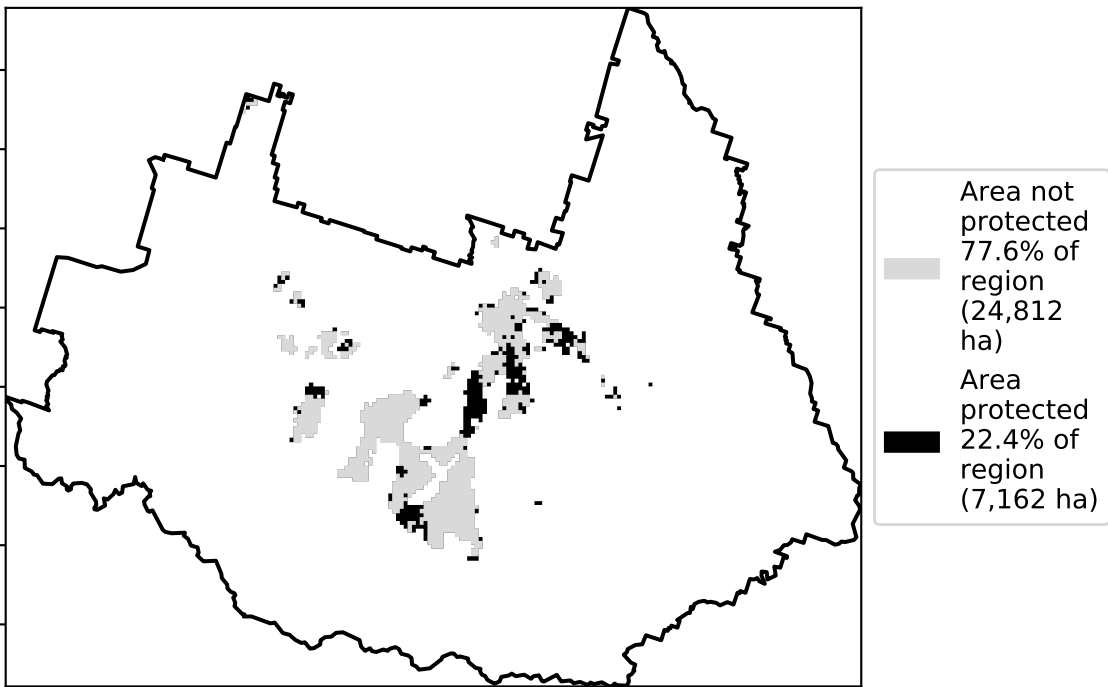 Area not
protected
77.6% of
region
(24,812
ha)
Area
protected
22.4% of
region
(7,162 ha)